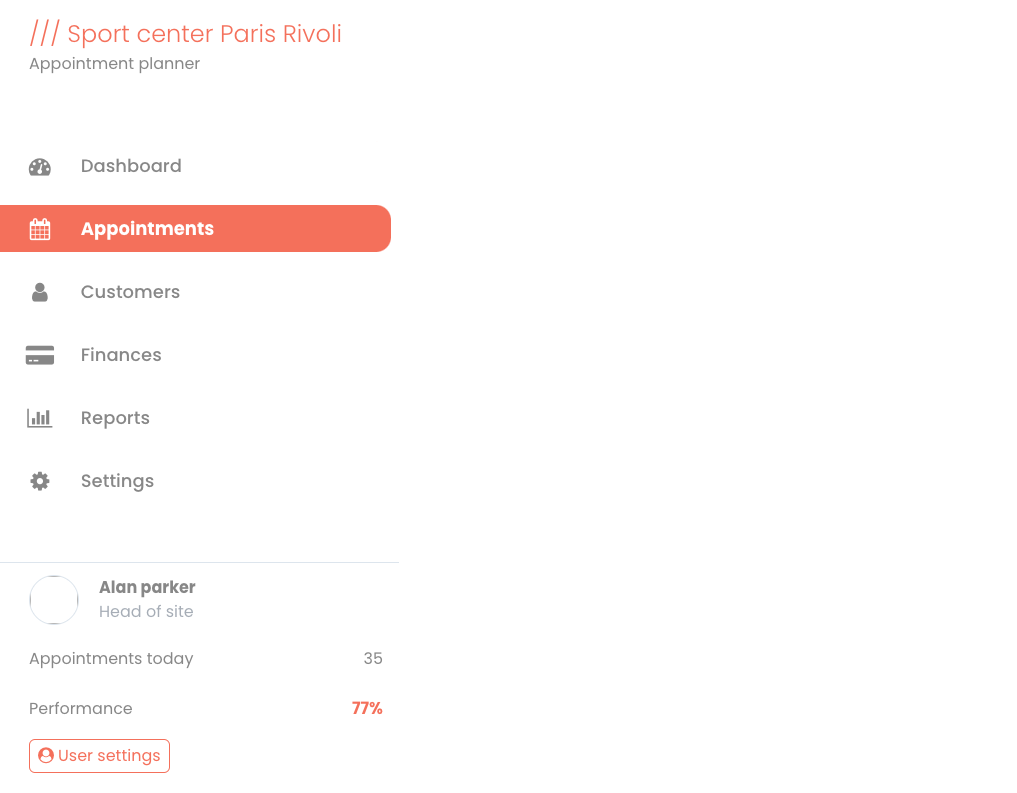 /// Sport center Paris Rivoli
Appointment planner
Dashboard
Appointments
Customers
Finances
Reports
Settings
Alan parker
Head of site
Appointments today 35
Performance 77%
User settings